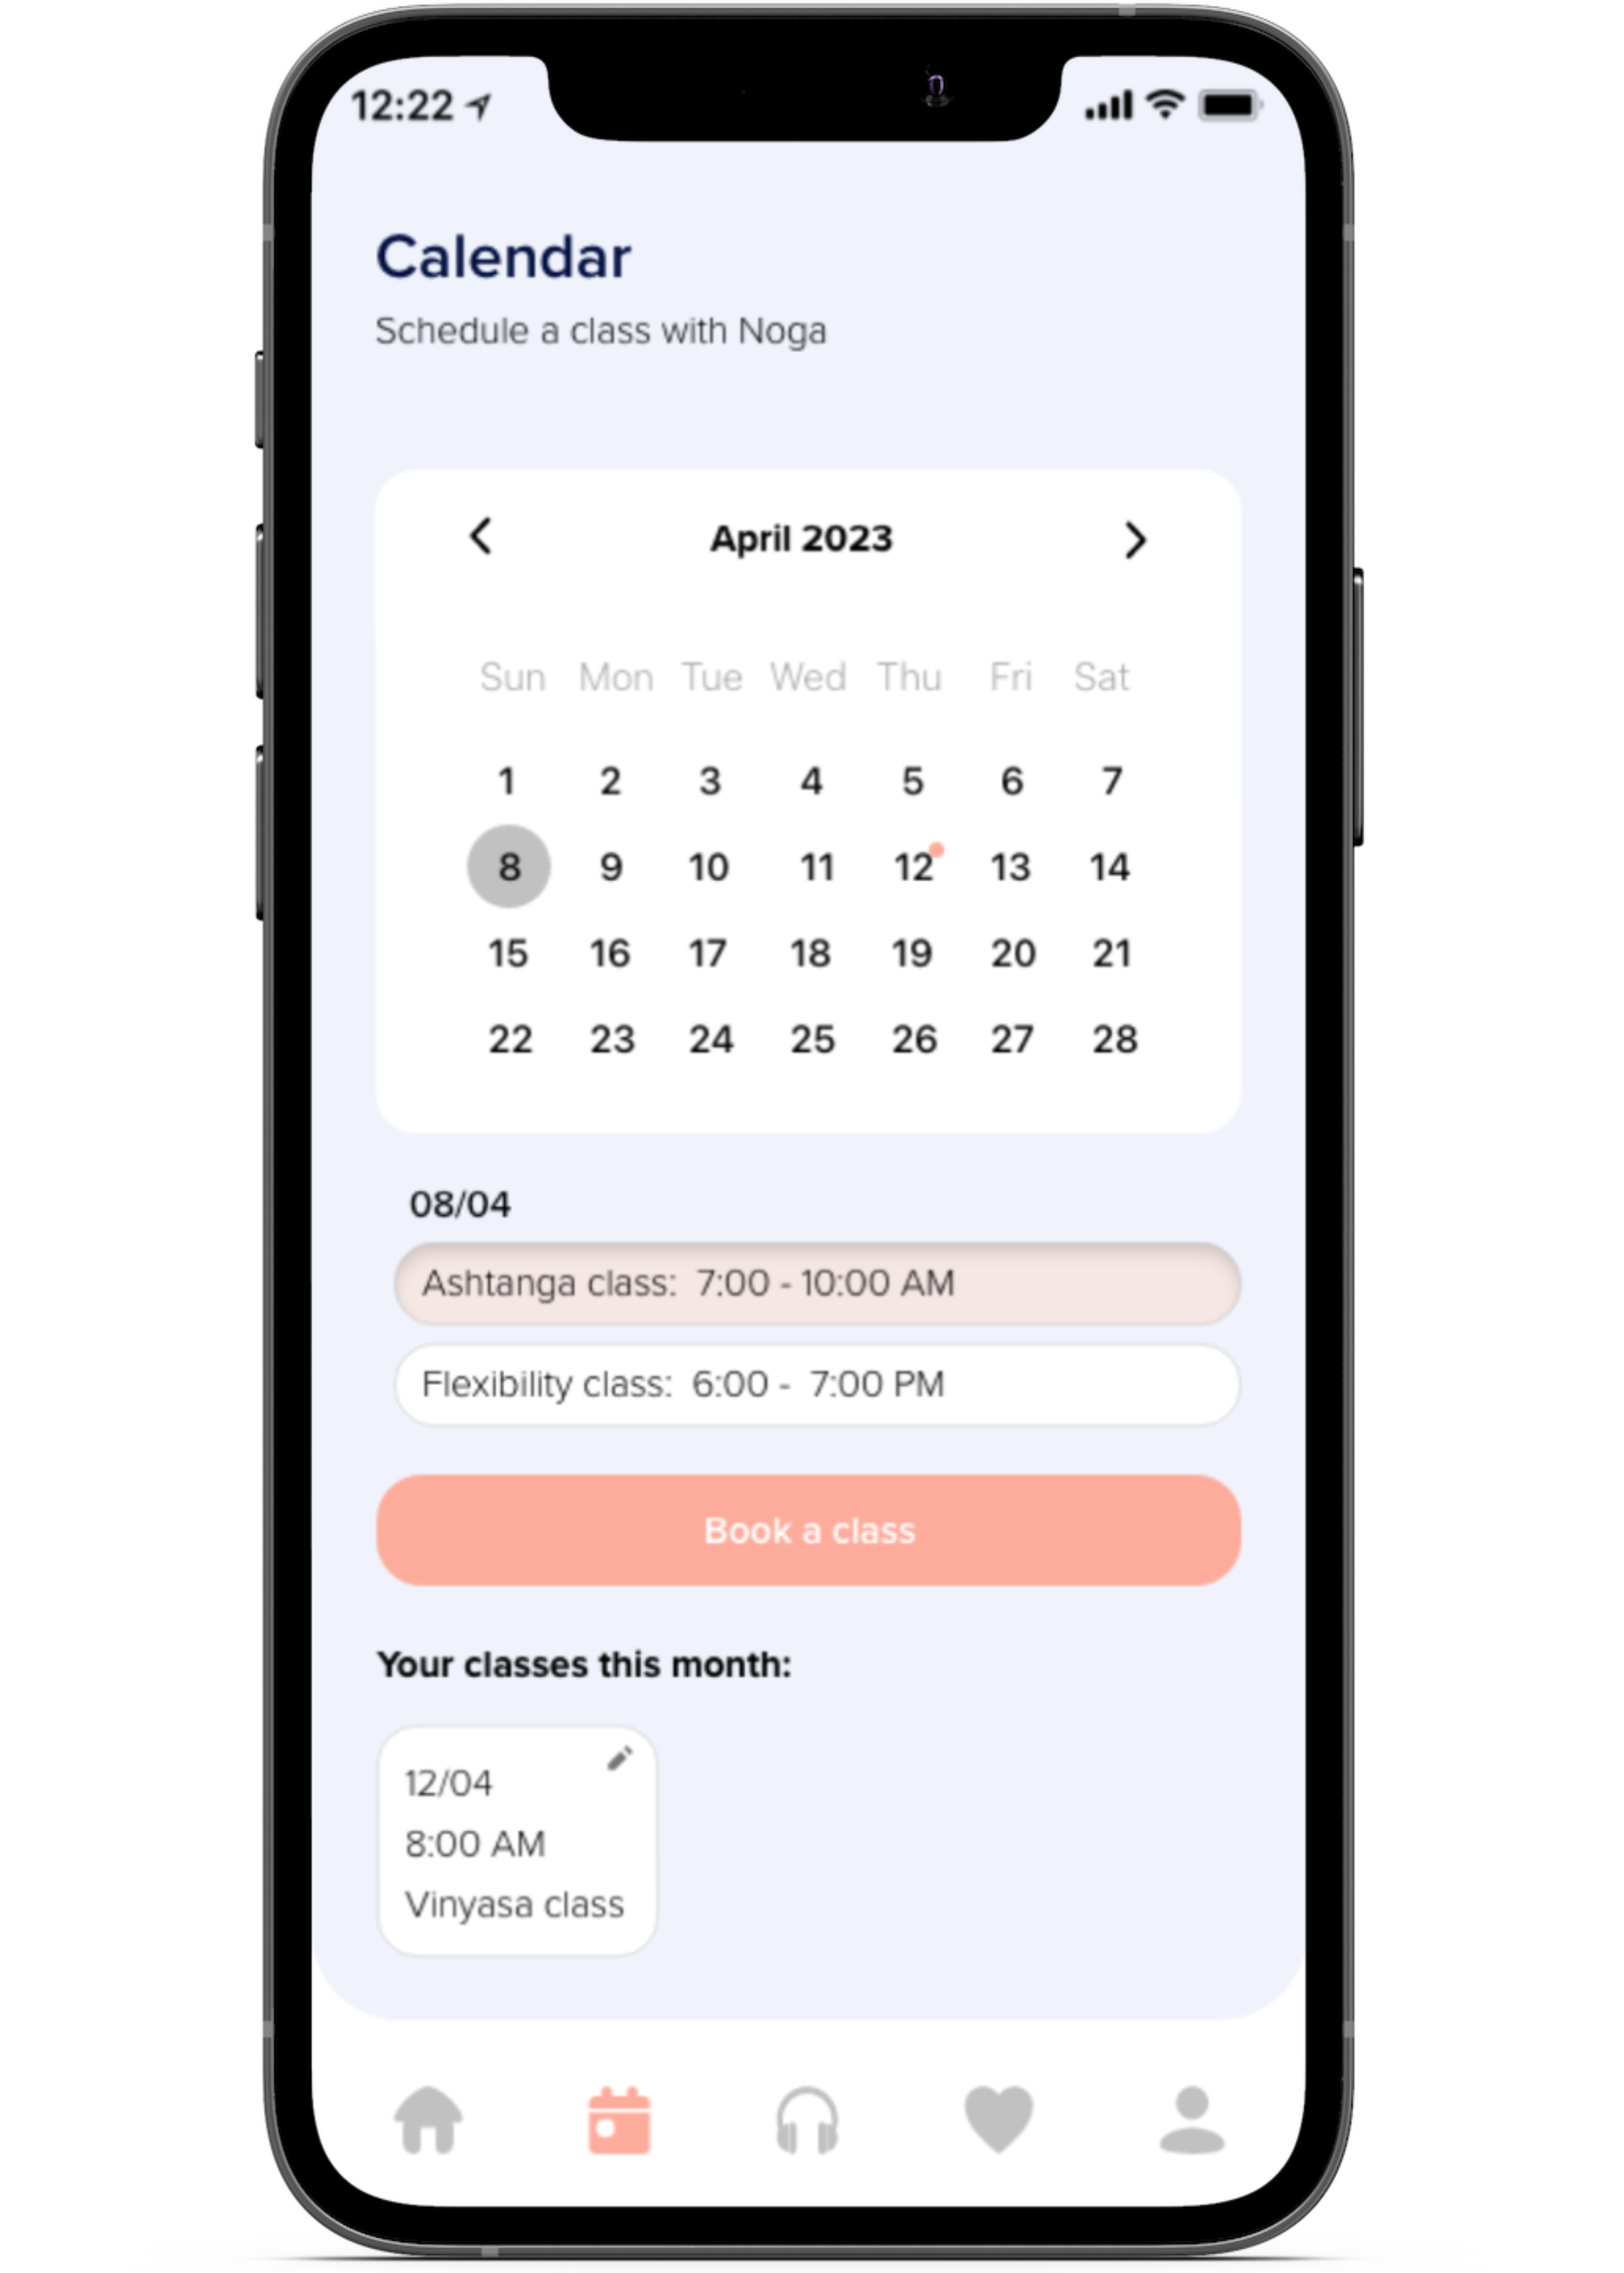 12:22
Calendar
Schedule a class with Noga
April 2023
Sun Mon Tue Wed Thu Fri Sat
1 2 3 4 5 6 7
8 9 10 11 12 13 14
15 16 17 18 19 20 21
22 23 24 25 26 27 28
08/04
Ashtanga class: 7:00 - 10:00 AM
Flexibility class: 6:00 - 7:00 PM
Book a class
Your classes this month:
12/04
8:00 AM
Vinyasa class